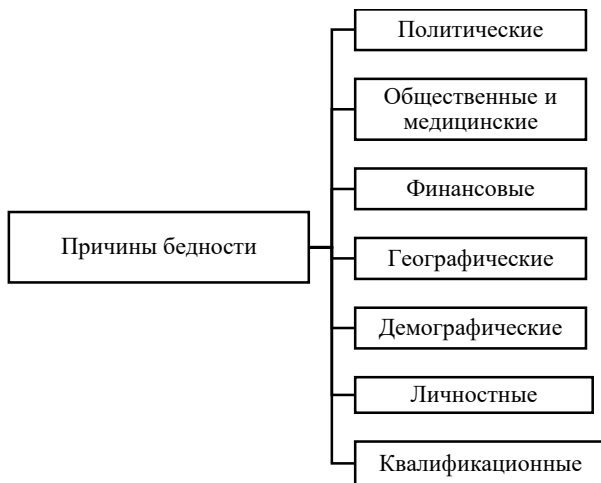 Политические
Общественные и
медицинские
Финансовые
Причины бедности
Географические
Демографические
Личностные
Квалификационные